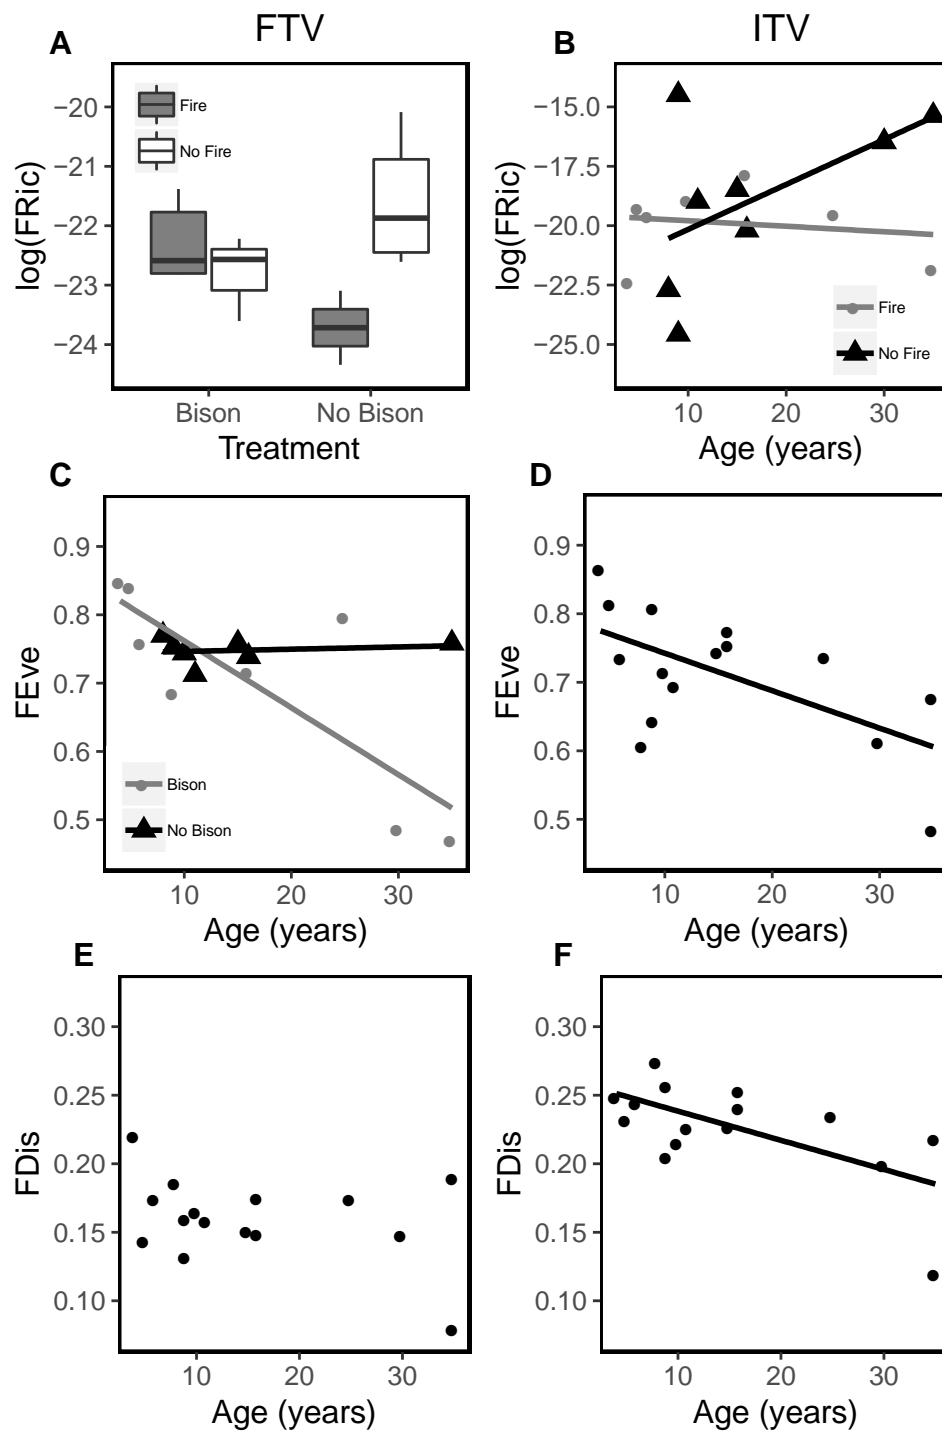 FTV
ITV
A
B
log(FRic)
−20
−21
−22
−23
−24
Fire
No Fire
Bison
No Bison
Treatment
log(FRic)
−15.0
−17.5
−20.0
−22.5
−25.0
Fire
No Fire
10
20
30
Age (years)
C
D
FEve
0.9
0.8
0.7
0.6
0.5
Bison
No Bison
10
20
30
Age (years)
FEve
0.9
0.8
0.7
0.6
0.5
10
20
30
Age (years)
E
F
FDis
0.30
0.25
0.20
0.15
0.10
10
20
30
Age (years)
FDis
0.30
0.25
0.20
0.15
0.10
10
20
30
Age (years)